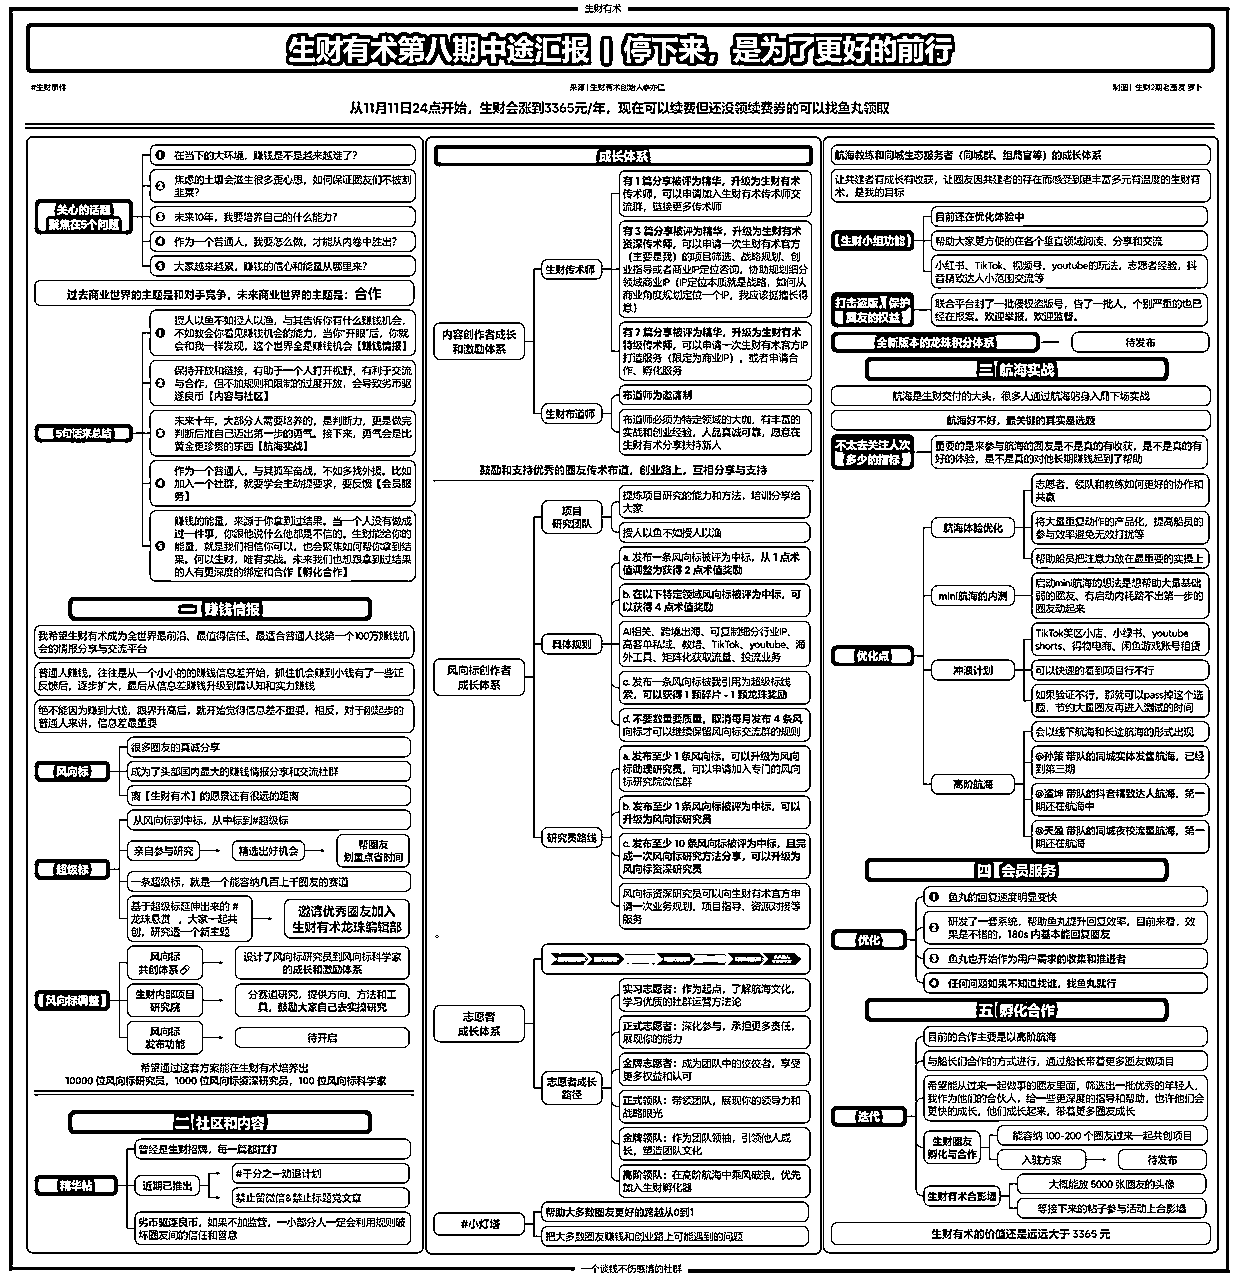 生财有术
生财有术第八期中途汇报 | 停下来，是为了更好的前行
#生财原件
来源 | 生财有术创始人@亦仁
制图 | 生财2期老圈友 萝卜
从11月11日24点开始，生财会涨到3365元/年，现在可以续费但还没领续费券的可以找鱼丸领取
关心的话题
聚焦在5个问题
1 在当下的大环境，赚钱是不是越来越难了？
2 焦虑的土壤会滋生很多歪心思，如何保证圈友们不被割
韭菜？
3 未来10年，我要培养自己的什么能力？
4 作为一个普通人，我要怎么做，才能从内卷中胜出？
5 大家越来越累，赚钱的信心和能量从哪里来？
过去商业世界的主题是和对手竞争，未来商业世界的主题是：合作
5句话来总结
1 授人以鱼不如授人以渔，与其告诉你有什么赚钱机会，
不如教会你看见赚钱机会的能力，当你“开眼”后，你就
会和我一样发现，这个世界全是赚钱机会【赚钱情报】
2 保持开放和链接，有助于一个人打开视野，有利于交流
与合作，但不加规则和限制的过度开放，会导致劣币驱
逐良币【内容与社区】
3 未来十年，大部分人需要培养的，是判断力，更是做完
判断后推自己迈出第一步的勇气。接下来，勇气会是比
黄金更珍贵的东西【航海实战】
4 作为一个普通人，与其孤军奋战，不如多找外援。比如
加入一个社群，就要学会主动提要求，要反馈【会员服
务】
5 赚钱的能量，来源于你拿到过结果。当一个人没有做成
过一件事，你跟他说什么他都是不信的。生财能给你的
能量，就是我们相信你可以，也会聚焦如何帮你拿到结
果。何以生财，唯有实战。未来我们也想跟拿到过结果
的人有更深度的绑定和合作【孵化合作】
一 赚钱情报
我希望生财有术成为全世界最前沿、最值得信任、最适合普通人找第一个100万赚钱机
会的情报分享与交流平台
普通人赚钱，往往是从一个小小的的赚钱信息差开始，抓住机会赚到小钱有了一些正
反馈后，逐步扩大，最后从信息差赚钱升级到靠认知和实力赚钱
绝不能因为赚到大钱，眼界升高后，就开始觉得信息差不重要，相反，对于刚起步的
普通人来讲，信息差最重要
风向标
很多圈友的真诚分享
成为了头部国内最大的赚钱情报分享和交流社群
离【生财有术】的愿景还有很远的距离
超级标
从风向标到中标，从中标到#超级标
亲自参与研究
精选出好机会
帮圈友
划重点省时间
一条超级标，就是一个能容纳几百上千圈友的赛道
基于超级标延伸出来的 #
龙珠悬赏 ，大家一起共
创，研究透一个新主题
邀请优秀圈友加入
生财有术龙珠编辑部
风向标调整
风向标
共创体系
设计了风向标研究员到风向标科学家
的成长和激励体系
生财内部项目
研究院
分赛道研究，提供方向、方法和工
具，鼓励大家自己去实操研究
风向标
发布功能
待开启
希望通过这套方案能在生财有术培养出
10000 位风向标研究员，1000 位风向标资深研究员，100 位风向标科学家
二 社区和内容
精华帖
曾经是生财招牌，每一篇都扛打
近期已推出
#千分之一劝退计划
禁止留微信&禁止标题党文章
劣币驱逐良币，如果不加监管，一小部分人一定会利用规则破
坏圈友间的信任和善意
成长体系
内容创作者成长
和激励体系
生财传术师
有 1 篇分享被评为精华，升级为生财有术
传术师，可以申请加入生财有术传术师交
流群，链接更多传术师
有 3 篇分享被评为精华，升级为生财有术
资深传术师，可以申请一次生财有术官方
（主要是我）的项目筛选、战略规划、创
业指导或者商业IP定位咨询，协助规划细分
领域商业IP（IP定位本质就是战略，如何从
商业角度规划定位一个IP，我应该挺擅长得
意）
有 7 篇分享被评为精华，升级为生财有术
特级传术师，可以申请一次生财有术官方IP
打造服务（限定为商业IP），或者申请合
作、孵化服务
生财布道师
布道师为邀请制
布道师必须为特定领域的大咖，有丰富的
实战和创业经验，人品真诚可靠，愿意在
生财有术分享扶持新人
鼓励和支持优秀的圈友传术布道，创业路上，互相分享与支持
风向标创作者
成长体系
项目
研究团队
提炼项目研究的能力和方法，培训分享给
大家
授人以鱼不如授人以渔
具体规则
a. 发布一条风向标被评为中标，从 1 点术
值调整为获得 2 点术值奖励
b. 在以下特定领域风向标被评为中标，可
以获得 4 点术值奖励
AI相关、跨境出海、可复制细分行业IP、
高客单私域、教培、TikTok、youtube、海
外工具、矩阵化获取流量、投流业务
c. 发布一条风向标被我引用为超级标线
索，可以获得 1 颗碎片 - 1 颗龙珠奖励
d. 不要数量要质量，取消每月发布 4 条风
向标才可以继续保留风向标交流群的规则
研究员路线
a. 发布至少 1 条风向标，可以升级为风向
标助理研究员，可以申请加入专门的风向
标研究院微信群
b. 发布至少 1 条风向标被评为中标，可以
升级为风向标研究员
c. 发布至少 10 条风向标被评为中标，且完
成一次风向标研究方法分享，可以升级为
风向标资深研究员
风向标资深研究员可以向生财有术官方申
请一次业务规划、项目指导、资源对接等
服务
志愿者
成长体系
志愿者成长
路径
实习志愿者：作为起点，了解航海文化，
学习优质的社群运营方法论
正式志愿者：深化参与，承担更多责任，
展现你的能力
金牌志愿者：成为团队中的佼佼者，享受
更多权益和认可
正式领队：带领团队，展现你的领导力和
战略眼光
金牌领队：作为团队领袖，引领他人成
长，塑造团队文化
高阶领队：在高阶航海中乘风破浪，优先
加入生财孵化器
#小灯塔
帮助大多数圈友更好的跨越从0到1
把大多数圈友赚钱和创业路上可能遇到的问题
航海教练和同城生态服务者（同城群、组局官等）的成长体系
让共建者有成长有收获，让圈友因共建者的存在而感受到更丰富多元有温度的生财有
术，是我的目标
【生财小组功能】
目前还在优化体验中
帮助大家更方便的在各个垂直领域阅读、分享和交流
小红书、TikTok、视频号、youtube的玩法，志愿者经验，抖
音精致达人小范围交流等
打击盗版，保护
圈友的权益
联合平台封了一批侵权盗版号，告了一批人，个别严重的也已
经在报案。欢迎举报，欢迎监督。
全新版本的龙珠积分体系
待发布
三 航海实战
航海是生财交付的大头，很多人通过航海躬身入局下场实战
航海好不好，最关键的其实是选题
不太去关注人次
多少的指标
重要的是来参与航海的圈友是不是真的有收获，是不是真的有
好的体验，是不是真的对他长期赚钱起到了帮助
优化点
航海体验优化
志愿者，领队和教练如何更好的协作和
共赢
将大量重复动作的产品化，提高船员的
参与效率避免无效打扰等
帮助船员把注意力放在最重要的实操上
mini航海的内测
启动mini航海的想法是想帮助大量基础
弱的圈友、有启动内耗踏不出第一步的
圈友动起来
冲浪计划
TikTok美区小店、小绿书、youtube
shorts、得物电商、闲鱼游戏账号租赁
可以快速的看到项目行不行
如果验证不行，那就可以pass掉这个选
题，节约大量圈友再进入测试的时间
高阶航海
会以线下航海和长途航海的形式出现
@孙策 带队的同城实体发售航海，已经
到第三期
@盗坤 带队的抖音精致达人航海，第一
期还在航海中
@天盈 带队的同城夜校流量航海，第一
期还在航海
四 会员服务
优化
1 鱼丸的回复速度明显变快
2 研发了一套系统，帮助鱼丸提升回复效率，目前来看，效
果是不错的，180s 内基本能回复圈友
3 鱼丸也开始作为用户需求的收集和推进者
4 任何问题如果不知道找谁，找鱼丸就行
五 孵化合作
迭代
目前的合作主要是以高阶航海
与船长们合作的方式进行，通过船长带着更多圈友做项目
希望能从过来一起做事的圈友里面，筛选出一批优秀的年轻人，
我作为他们的合伙人，给一些更深度的指导和帮助，也许他们会
更快的成长，他们成长起来，带着更多圈友成长
生财圈友
孵化与合作
能容纳 100-200 个圈友过来一起共创项目
入驻方案
待发布
生财有术合影墙
大概能放 5000 张圈友的头像
等接下来的帖子参与活动上合影墙
生财有术的价值还是远远大于 3365 元
一个谈钱不伤感情的社群